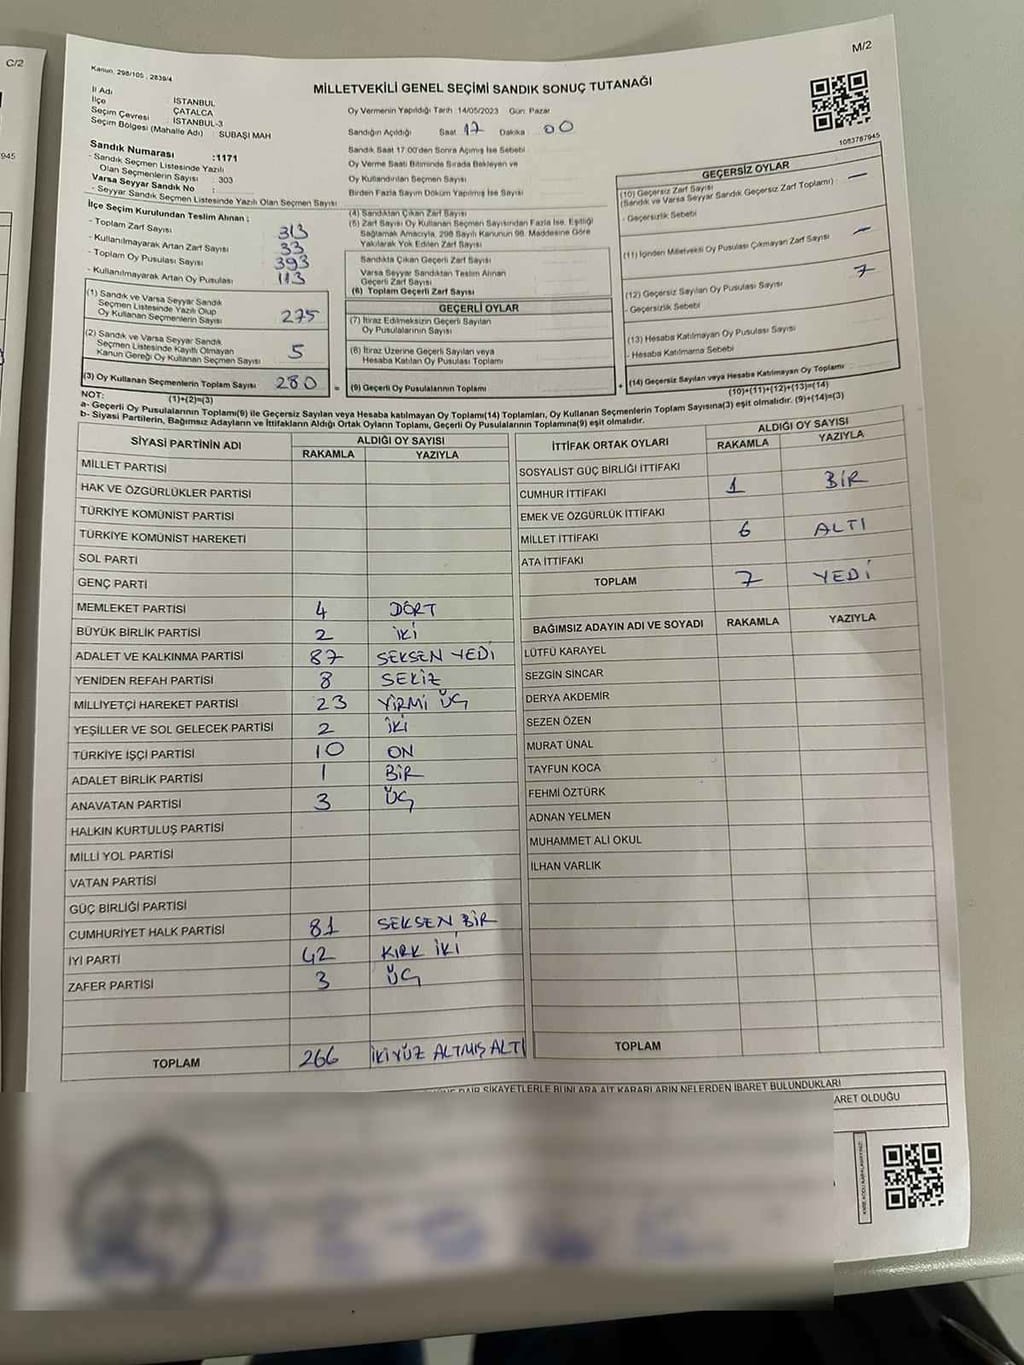 C/2
945
M/2
Kanun: 298/105 , 2839/4
MİLLETVEKİLİ GENEL SEÇİMİ SANDIK SONUÇ TUTANAĞI
İl Adı : İSTANBUL
İlçe : ÇATALCA
Seçim Çevresi : İSTANBUL-3
Seçim Bölgesi (Mahalle Adı) : SUBAŞI MAH
Sandık Numarası :1171
- Sandık Seçmen Listesinde Yazılı
Olan Seçmenlerin Sayısı : 303
Varsa Seyyar Sandık No :
- Seyyar Sandık Listesinde Yazılı Olan Seçmen Sayısı
Oy Vermenin Yapıldığı Tarih :14/05/2023 Gün: Pazar
Sandığın Açıldığı Saat 17 Dakika 00
Sandık Saat 17:00'den Sonra Açımış İse Sebebi
Oy Verme Saati Bitiminde Sırada Bekleyen ve
Oy Kullandırılan Seçmen Sayısı
Birden Fazla Sayım Döküm Yapılmış İse Sayısı
1083787945
İlçe Seçim Kurulundan Teslim Alınan :
- Toplam Zarf Sayısı 313
- Kullanılmayarak Artan Zarf Sayısı 33
- Toplam Oy Pusulası Sayısı 393
- Kullanılmayarak Artan Oy Pusulası 113
(1) Sandık ve Varsa Seyyar Sandık
Seçmen Listesinde Yazılı Olup
Oy Kullanan Seçmenlerin Sayısı 275
(2) Sandık ve Varsa Seyyar Sandık
Seçmen Listesinde Kayıtlı Olmayan
Kanun Gereği Oy Kullanan Seçmen Sayısı 5
(3) Oy Kullanan Seçmenlerin Toplam Sayısı 280 =
(1)+(2)=(3)
(4) Sandıktan Çıkan Zarf Sayısı
(5) Zarf Sayısı Oy Kullanan Seçmen Sayısından Fazla İse, Eşitliği
Sağlamak Amacıyla, 298 Sayılı Kanunun 98. Maddesine Göre
Yakılarak Yok Edilen Zarf Sayısı
Sandıkta Çıkan Geçerli Zarf Sayısı
Varsa Seyyar Sandıktan Teslim Alınan
Geçerli Zarf Sayısı
(6) Toplam Geçerli Zarf Sayısı
GEÇERLİ OYLAR
(7) İtiraz Edilmeksizin Geçerli Sayılan
Oy Pusulalarının Sayısı
(8) İtiraz Üzerine Geçerli Sayılan veya
Hesaba Katılan Oy Pusulası Toplamı
(9) Geçerli Oy Pusulalarının Toplamı +
GEÇERSİZ OYLAR
(10) Geçersiz Zarf Sayısı
(Sandık ve Varsa Seyyar Sandık Geçersiz Zarf Toplamı) : —
- Geçersizlik Sebebi
(11) İçinden Milletvekili Oy Pusulası Çıkmayan Zarf Sayısı —
(12) Geçersiz Sayılan Oy Pusulası Sayısı 7
- Geçersizlik Sebebi
(13) Hesaba Katılmayan Oy Pusulası Sayısı
- Hesaba Katılmama Sebebi
(14) Geçersiz Sayılan veya Hesaba Katılmayan Oy Toplamı
(10)+(11)+(12)+(13)=(14)
NOT:
a- Geçerli Oy Pusulalarının Toplamı(9) ile Geçersiz Sayılan veya Hesaba katılmayan Oy Toplamı(14) Toplamları, Oy Kullanan Seçmenlerin Toplam Sayısına(3) eşit olmalıdır. (9)+(14)=(3)
b- Siyasi Partilerin, Bağımsız Adayların ve İttifakların Aldığı Ortak Oyların Toplamı, Geçerli Oy Pusulalarının Toplamına(9) eşit olmalıdır.
SİYASİ PARTİNİN ADI ALDIĞI OY SAYISI
RAKAMLA YAZIYLA
MİLLET PARTİSİ
HAK VE ÖZGÜRLÜKLER PARTİSİ
TÜRKİYE KOMÜNİST PARTİSİ
TÜRKİYE KOMÜNİST HAREKETİ
SOL PARTİ
GENÇ PARTİ
MEMLEKET PARTİSİ 4 DÖRT
BÜYÜK BİRLİK PARTİSİ 2 İKİ
ADALET VE KALKINMA PARTİSİ 87 SEKSEN YEDİ
YENİDEN REFAH PARTİSİ 8 SEKİZ
MİLLİYETÇİ HAREKET PARTİSİ 23 YİRMİ ÜÇ
YEŞİLLER VE SOL GELECEK PARTİSİ 2 İKİ
TÜRKİYE İŞÇİ PARTİSİ 10 ON
ADALET BİRLİK PARTİSİ 1 BİR
ANAVATAN PARTİSİ 3 ÜÇ
HALKIN KURTULUŞ PARTİSİ
MİLLİ YOL PARTİSİ
VATAN PARTİSİ
GÜÇ BİRLİĞİ PARTİSİ
CUMHURİYET HALK PARTİSİ 81 SEKSEN BİR
İYİ PARTİ 42 KIRK İKİ
ZAFER PARTİSİ 3 ÜÇ
TOPLAM 266 İKİYÜZ ALTMIŞ ALTI
İTTİFAK ORTAK OYLARI ALDIĞI OY SAYISI
RAKAMLA YAZIYLA
SOSYALİST GÜÇ BİRLİĞİ İTTİFAKI
CUMHUR İTTİFAKI 1 BİR
EMEK VE ÖZGÜRLÜK İTTİFAKI
MİLLET İTTİFAKI 6 ALTI
ATA İTTİFAKI
TOPLAM 7 YEDİ
BAĞIMSIZ ADAYIN ADI VE SOYADI RAKAMLA YAZIYLA
LÜTFÜ KARAYEL
SEZGİN SİNCAR
DERYA AKDEMİR
SEZEN ÖZEN
MURAT ÜNAL
TAYFUN KOCA
FEHMİ ÖZTÜRK
ADNAN YELMEN
MUHAMMET ALİ OKUL
İLHAN VARLIK
TOPLAM
DAİR ŞİKAYETLERLE BUNLARA AİT KARARLARIN NELERDEN İBARET BULUNDUKLARI
ARET OLDUĞU